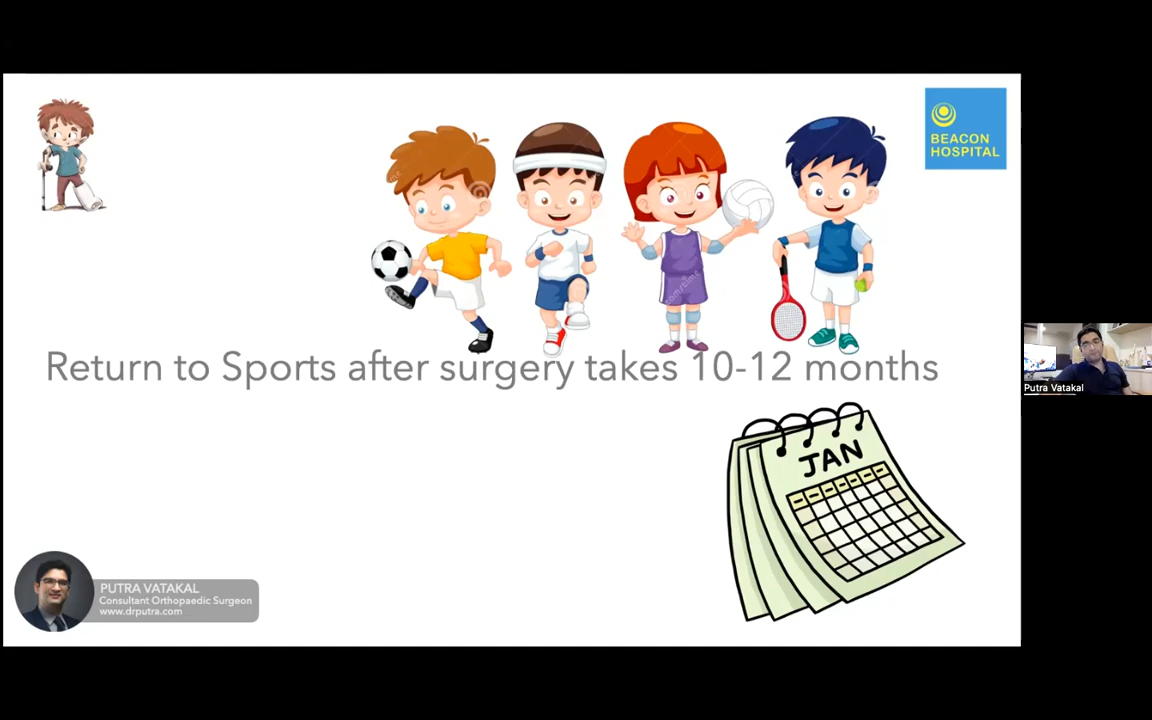 BEACON
HOSPITAL
Return to Sports after surgery takes 10-12 months
JAN
PUTRA VATAKAL
Consultant Orthopaedic Surgeon
www.drputra.com
Putra Vatakal